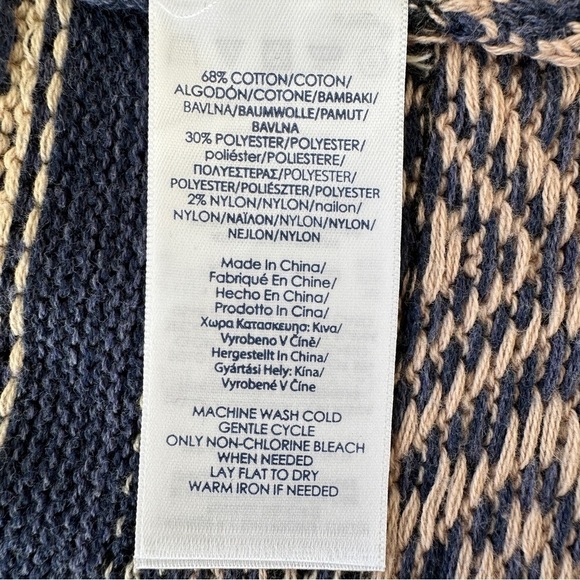 68% COTTON/COTON/
ALGODÓN/COTONE/BAMBAKI/
BAVLNA/BAUMWOLLE/PAMUT/
BAVLNA
30% POLYESTER/POLYESTER/
poliéster/POLIESTERE/
ΠΟΛΥΕΣΤΕΡΑΣ/POLYESTER/
POLYESTER/POLIÉSZTER/POLYESTER
2% NYLON/NYLON/nailon/
NYLON/ΝΑΪΛΟΝ/NYLON/NYLON/
NEJLON/NYLON
Made In China/
Fabriqué En Chine/
Hecho En China/
Prodotto In Cina/
Χωρα Κατασκευησ: Κινα/
Vyrobeno V Číně/
Hergestellt In China/
Gyártási Hely: Kína/
Vyrobené V Číne
MACHINE WASH COLD
GENTLE CYCLE
ONLY NON-CHLORINE BLEACH
WHEN NEEDED
LAY FLAT TO DRY
WARM IRON IF NEEDED